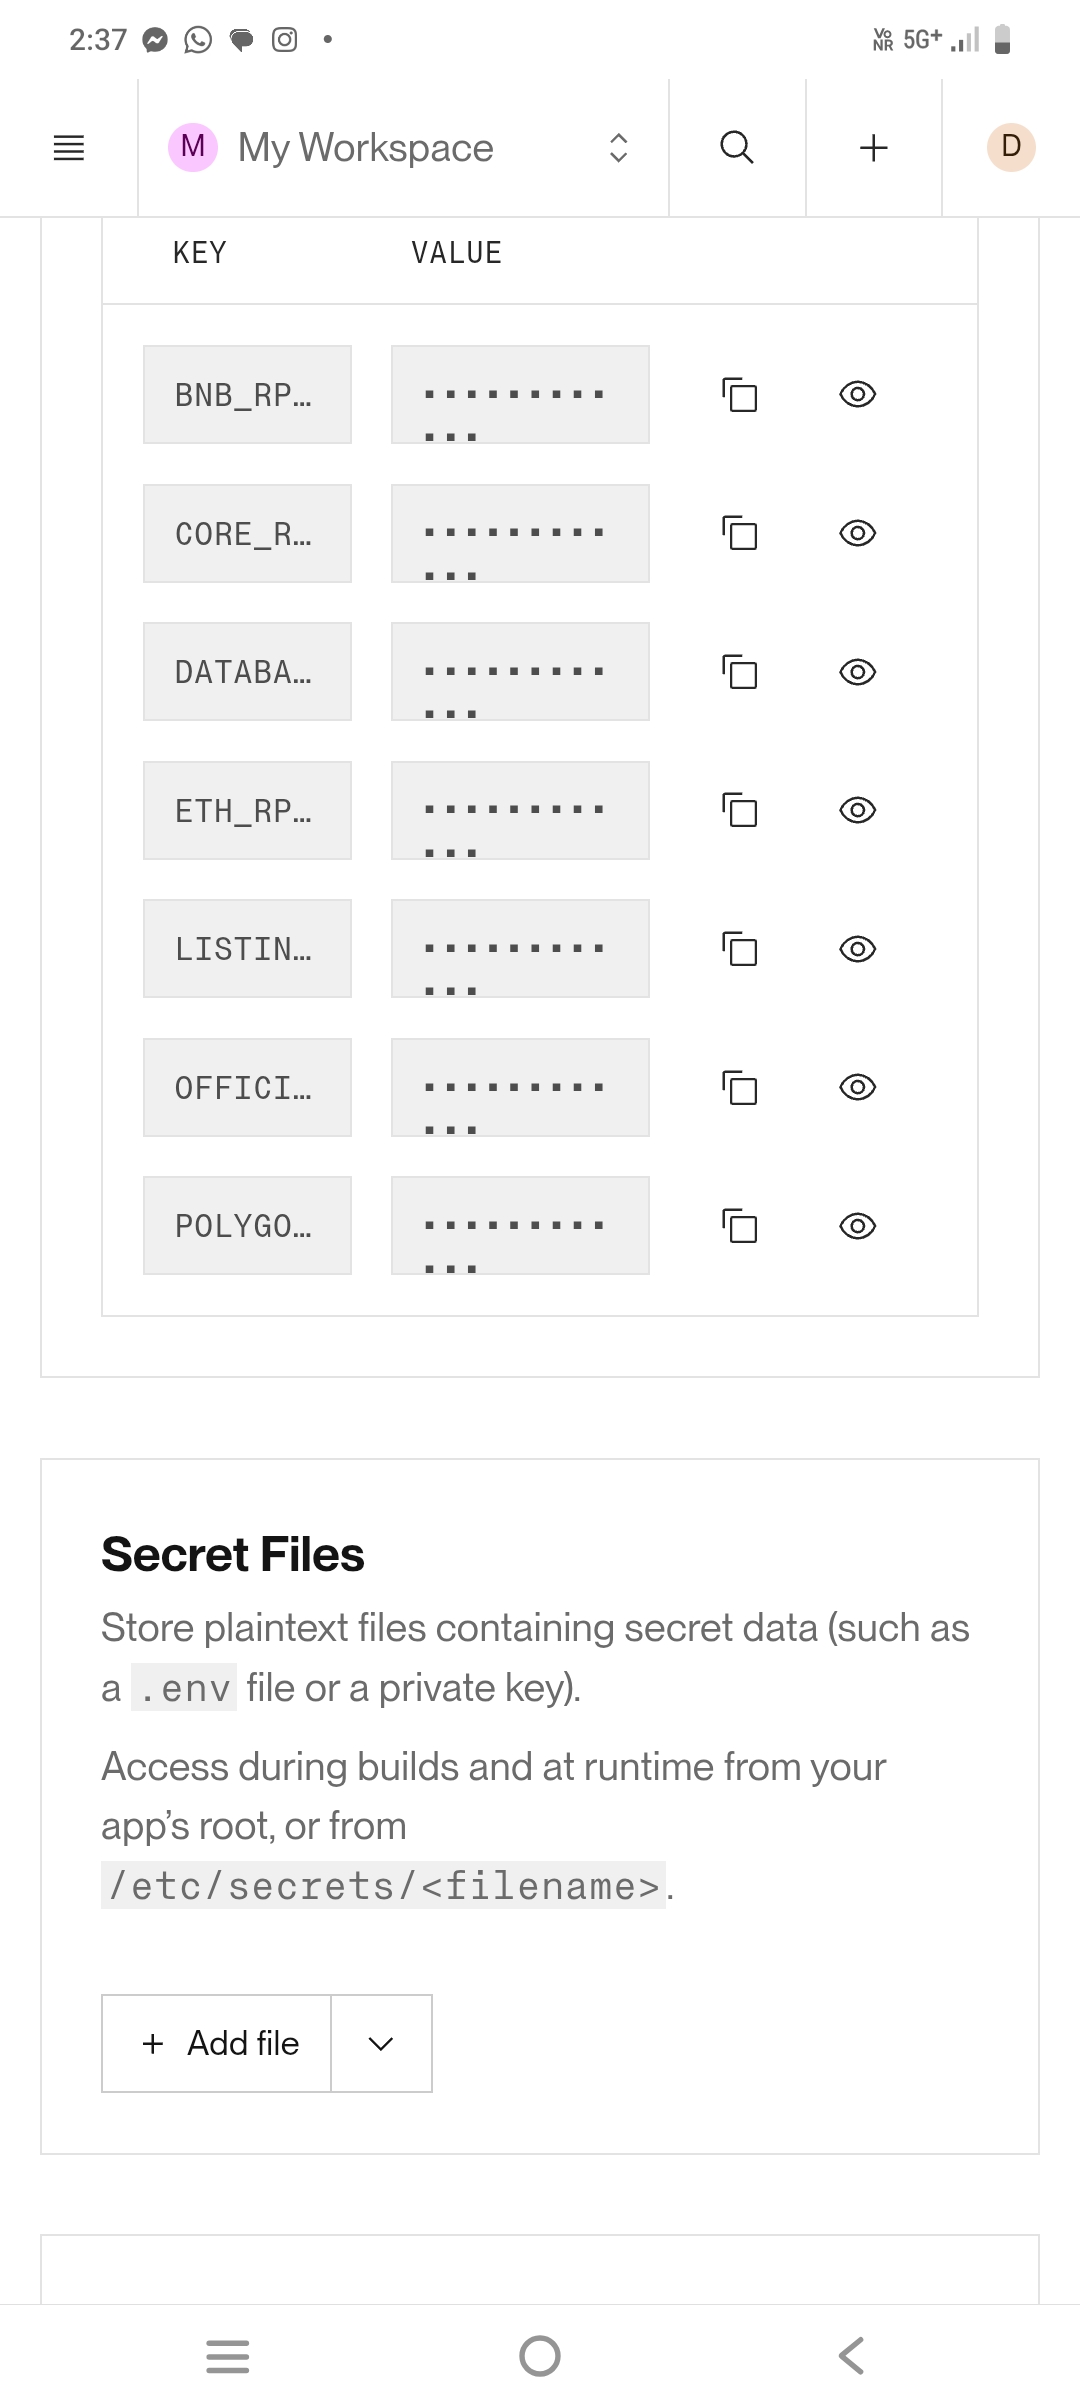 2:37
Vo NR 5G+
M My Workspace D
KEY VALUE
BNB_RP…
CORE_R…
DATABA…
ETH_RP…
LISTIN…
OFFICI…
POLYGO…
Secret Files
Store plaintext files containing secret data (such as
a .env file or a private key).
Access during builds and at runtime from your
app’s root, or from
/etc/secrets/<filename>.
+ Add file